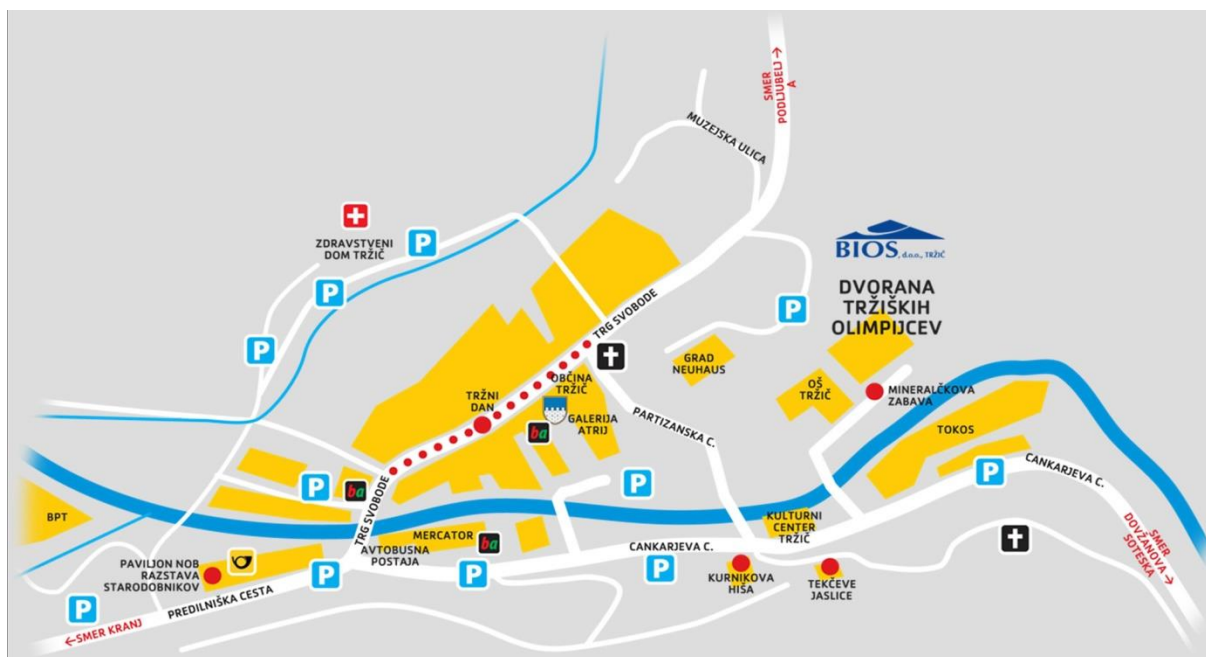 SMER
PODLJUBELJ →
A
MUZEJSKA ULICA
P
ZDRAVSTVENI
DOM TRŽIČ
P
P
P
BIOS, d.o.o., TRŽIČ
DVORANA
TRŽIŠKIH
OLIMPIJCEV
P
TRG SVOBODE
GRAD
NEUHAUS
OBČINA
TRŽIČ
TRŽNI
DAN
GALERIJA
ATRIJ
ba
PARTIZANSKA C.
OŠ
TRŽIČ
MINERALČKOVA
ZABAVA
TOKOS
CANKARJEVA C.
P
P
P
ba
TRG SVOBODE
BPT
MERCATOR
ba
AVTOBUSNA
POSTAJA
KULTURNI
CENTER
TRŽIČ
CANKARJEVA C.
SMER
DOVŽANOVA
SOTESKA →
PAVILJON NOB
RAZSTAVA
STARODOBNIKOV
P
P
P
KURNIKOVA
HIŠA
TEKČEVE
JASLICE
PREDILNIŠKA CESTA
P
← SMER KRANJ